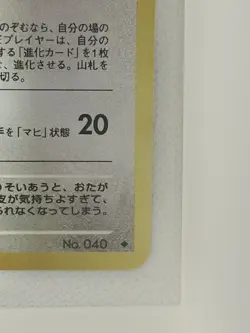 のぞむなら、自分の場の
プレイヤーは、自分の
する「進化カード」を1枚
、進化させる。山札を
切る。
手を「マヒ」状態 20
そいあうと、おたが
皮が気持ちよすぎて、
られなくなってしまう。
No. 040 ◆